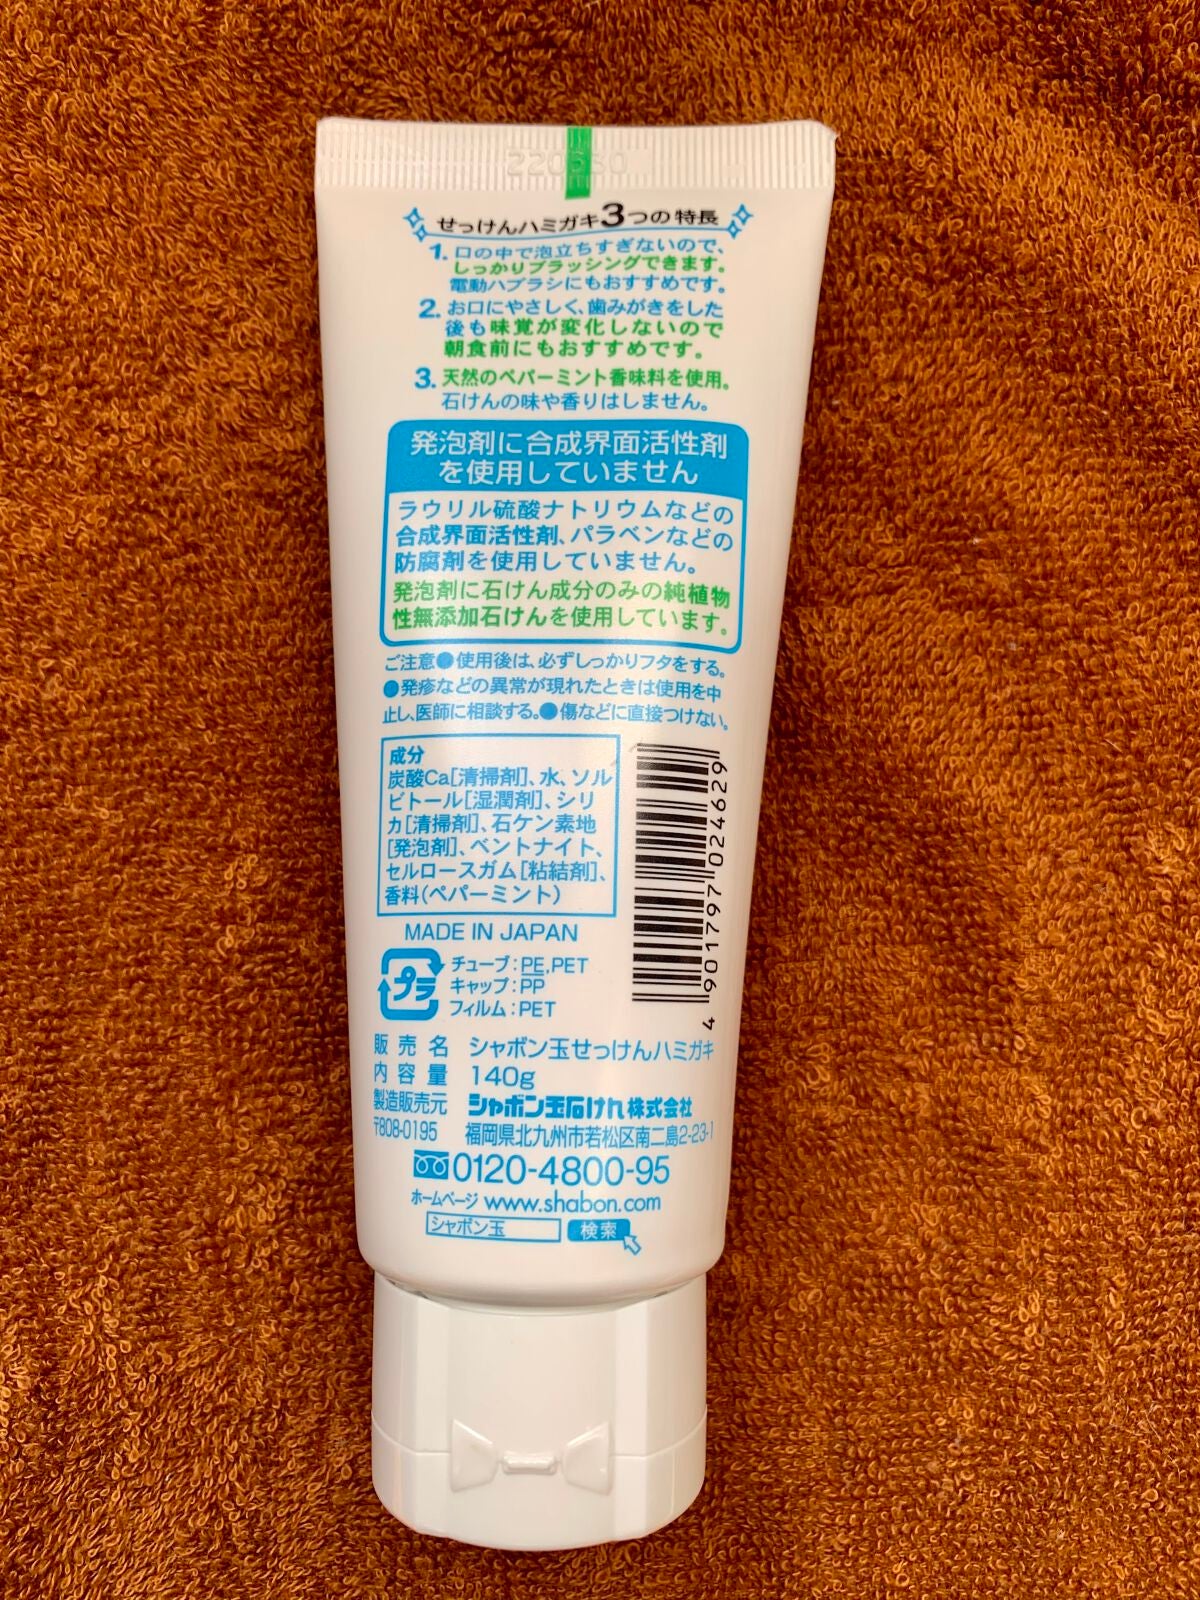 せっけんハミガキ3つの特長
1. 口の中で泡立ちすぎないので、
しっかりブラッシングできます。
電動ハブラシにもおすすめです。
2. お口にやさしく、歯みがきをした
後も味覚が変化しないので
朝食前にもおすすめです。
3. 天然のペパーミント香味料を使用。
石けんの味や香りはしません。
発泡剤に合成界面活性剤
を使用していません
ラウリル硫酸ナトリウムなどの
合成界面活性剤、パラベンなどの
防腐剤を使用していません。
発泡剤に石けん成分のみの純植物
性無添加石けんを使用しています。
ご注意●使用後は、必ずしっかりフタをする。
●発疹などの異常が現れたときは使用を中
止し、医師に相談する。●傷などに直接つけない。
成分
炭酸Ca[清掃剤]、水、ソル
ビトール[湿潤剤]、シリ
カ[清掃剤]、石ケン素地
[発泡剤]、ベントナイト、
セルロースガム[粘結剤]、
香料(ペパーミント)
4 901797 024629
MADE IN JAPAN
プラ
チューブ:PE,PET
キャップ:PP
フィルム:PET
販売名 シャボン玉せっけんハミガキ
内容量 140g
製造販売元 シャボン玉石けん株式会社
〒808-0195 福岡県北九州市若松区南二島2-23-1
0120-4800-95
ホームページ www.shabon.com
シャボン玉 検索